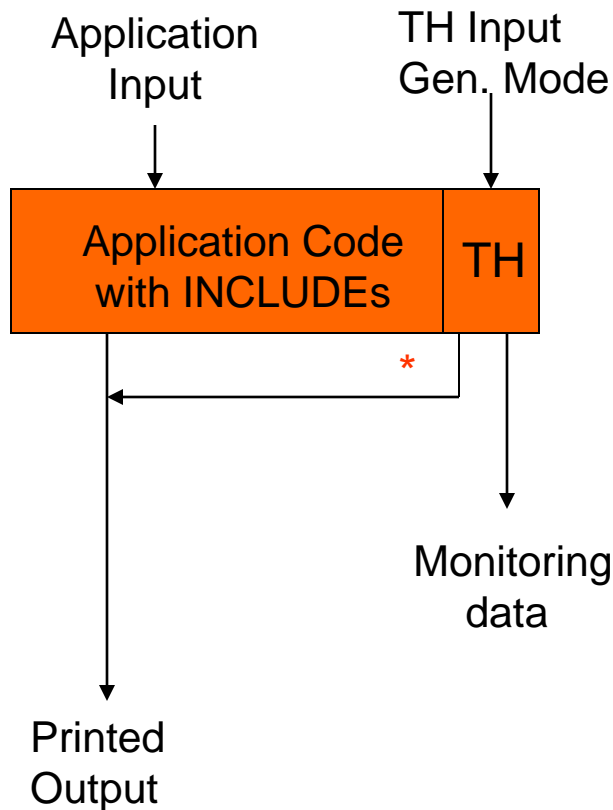 Application
Input
TH Input
Gen. Mode
Application Code
with INCLUDEs
TH
*
Monitoring
data
Printed
Output